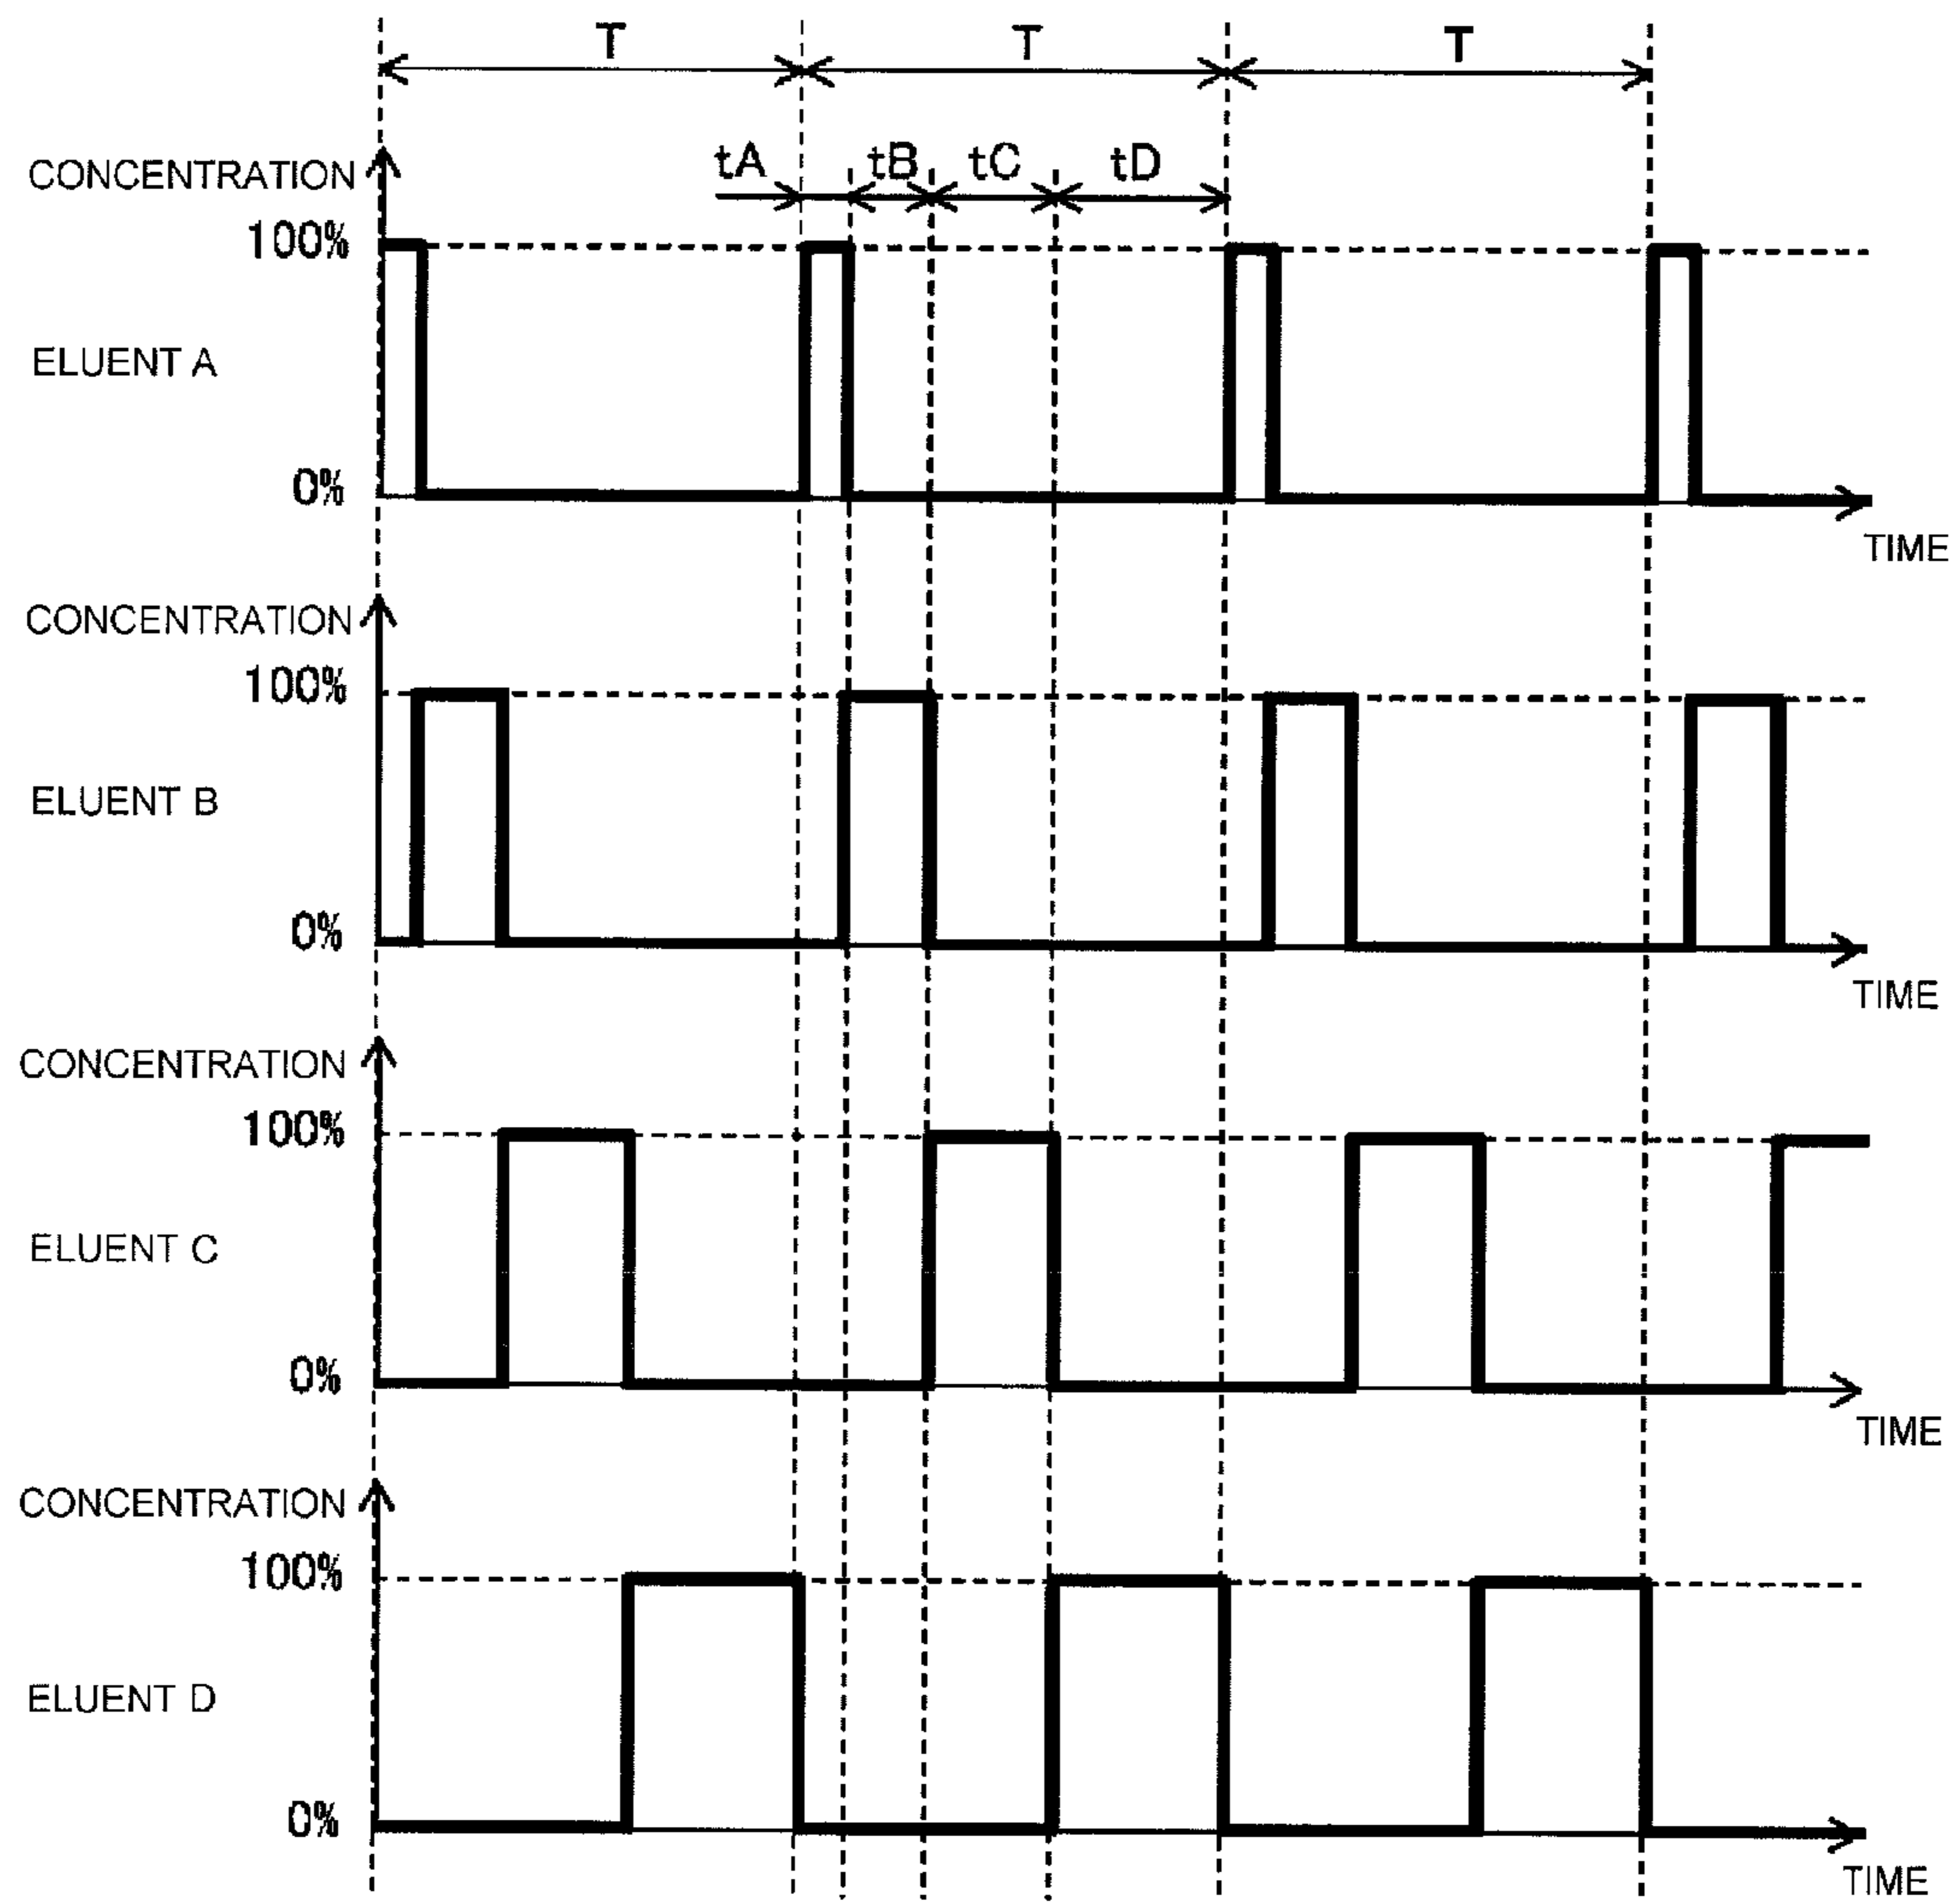 T T T
tA tB tC tD
CONCENTRATION
100%
ELUENT A
0%
TIME
CONCENTRATION
100%
ELUENT B
0%
TIME
CONCENTRATION
100%
ELUENT C
0%
TIME
CONCENTRATION
100%
ELUENT D
0%
TIME